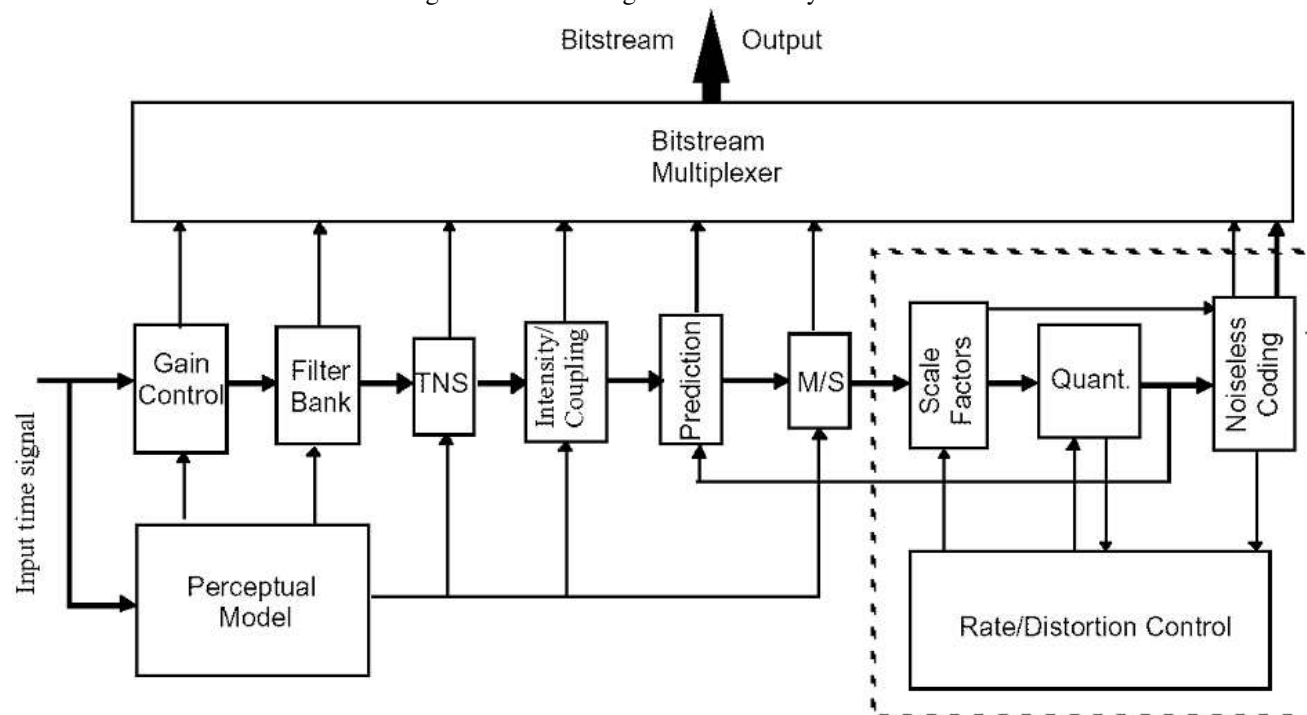 Bitstream Output
Bitstream
Multiplexer
Gain
Control
Filter
Bank
TNS
Intensity/
Coupling
Prediction
M/S
Scale
Factors
Quant.
Noiseless
Coding
Input time signal
Perceptual
Model
Rate/Distortion Control